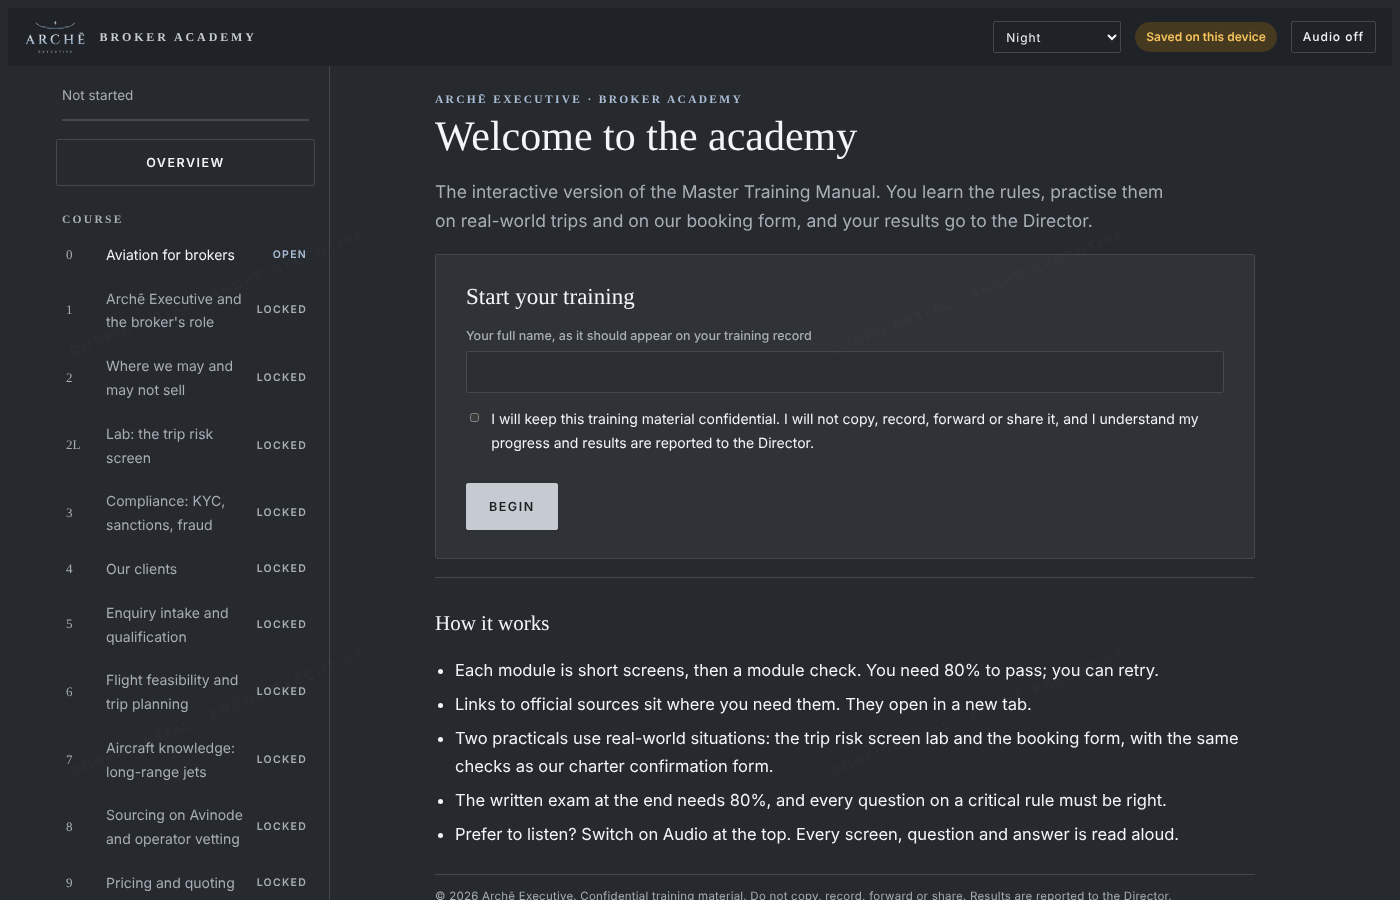 ARCHĒ
EXECUTIVE
BROKER ACADEMY
Night
Saved on this device
Audio off
Not started
OVERVIEW
COURSE
0 Aviation for brokers OPEN
1 Archē Executive and the broker's role LOCKED
2 Where we may and may not sell LOCKED
2L Lab: the trip risk screen LOCKED
3 Compliance: KYC, sanctions, fraud LOCKED
4 Our clients LOCKED
5 Enquiry intake and qualification LOCKED
6 Flight feasibility and trip planning LOCKED
7 Aircraft knowledge: long-range jets LOCKED
8 Sourcing on Avinode and operator vetting LOCKED
9 Pricing and quoting LOCKED
ARCHĒ EXECUTIVE · BROKER ACADEMY
Welcome to the academy
The interactive version of the Master Training Manual. You learn the rules, practise them
on real-world trips and on our booking form, and your results go to the Director.
Start your training
Your full name, as it should appear on your training record
I will keep this training material confidential. I will not copy, record, forward or share it, and I understand my
progress and results are reported to the Director.
BEGIN
How it works
• Each module is short screens, then a module check. You need 80% to pass; you can retry.
• Links to official sources sit where you need them. They open in a new tab.
• Two practicals use real-world situations: the trip risk screen lab and the booking form, with the same
checks as our charter confirmation form.
• The written exam at the end needs 80%, and every question on a critical rule must be right.
• Prefer to listen? Switch on Audio at the top. Every screen, question and answer is read aloud.
© 2026 Archē Executive. Confidential training material. Do not copy, record, forward or share. Results are reported to the Director.